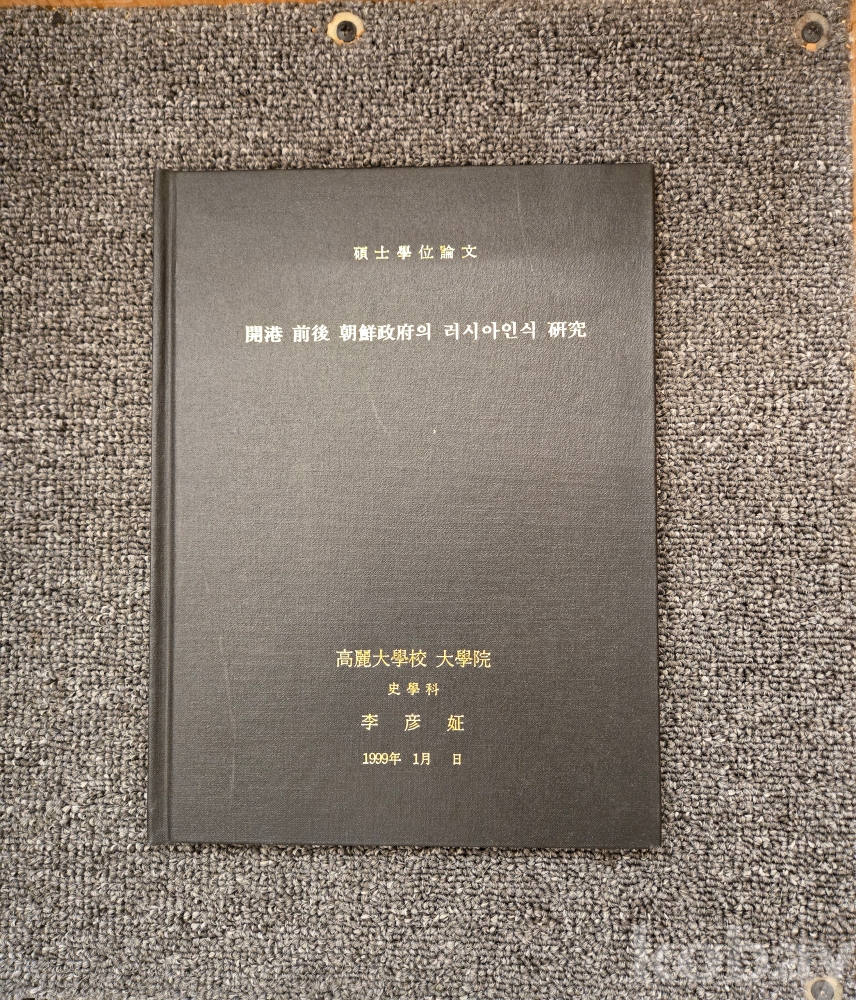 碩士學位論文
開港 前後 朝鮮政府의 러시아인식 硏究
高麗大學校 大學院
史學科
李彦姃
1999年 1月 日